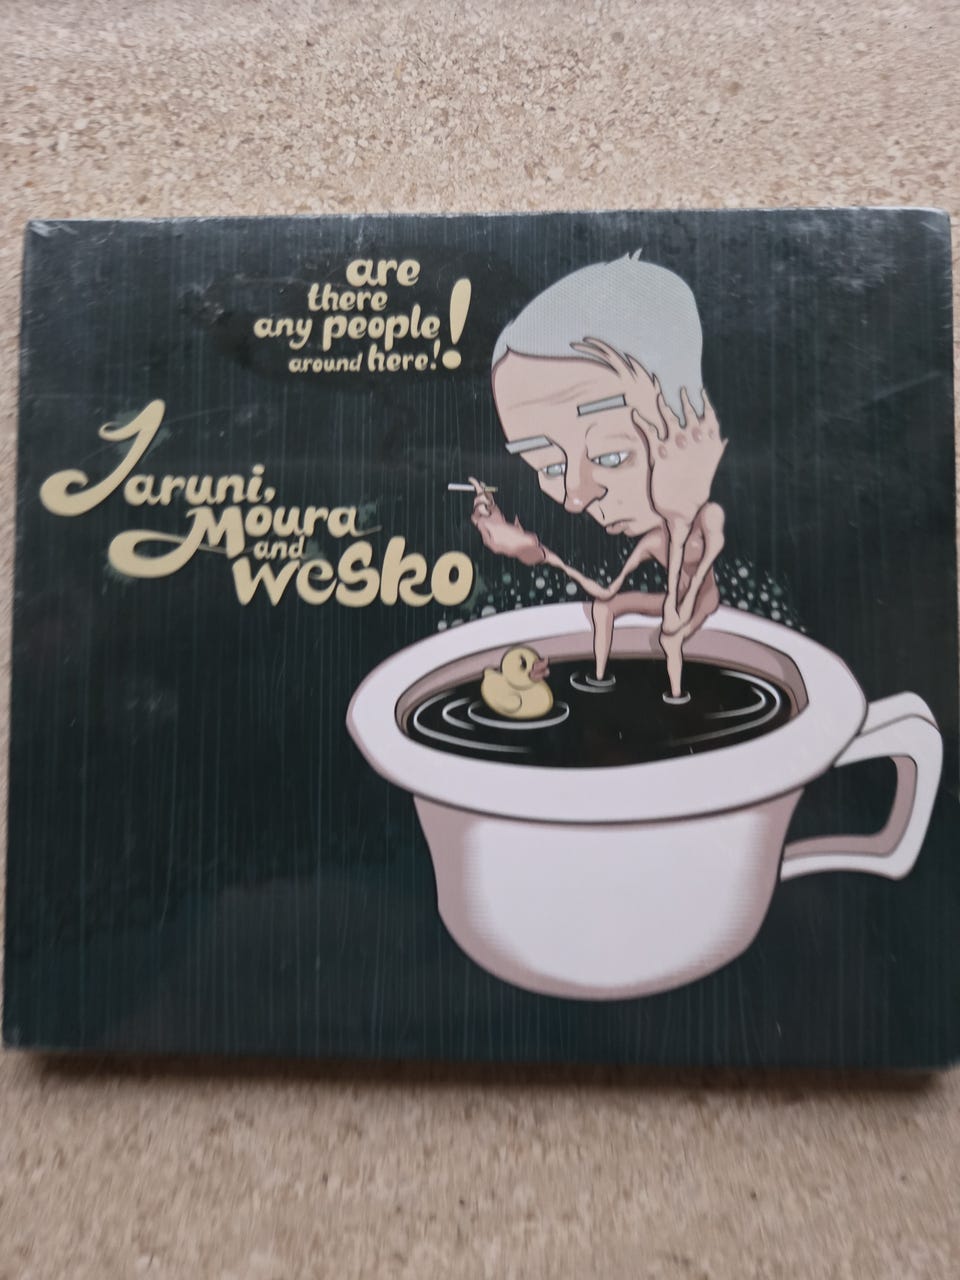 are
there
any people!
around here!
Jaruni,
Moura
and
wesko